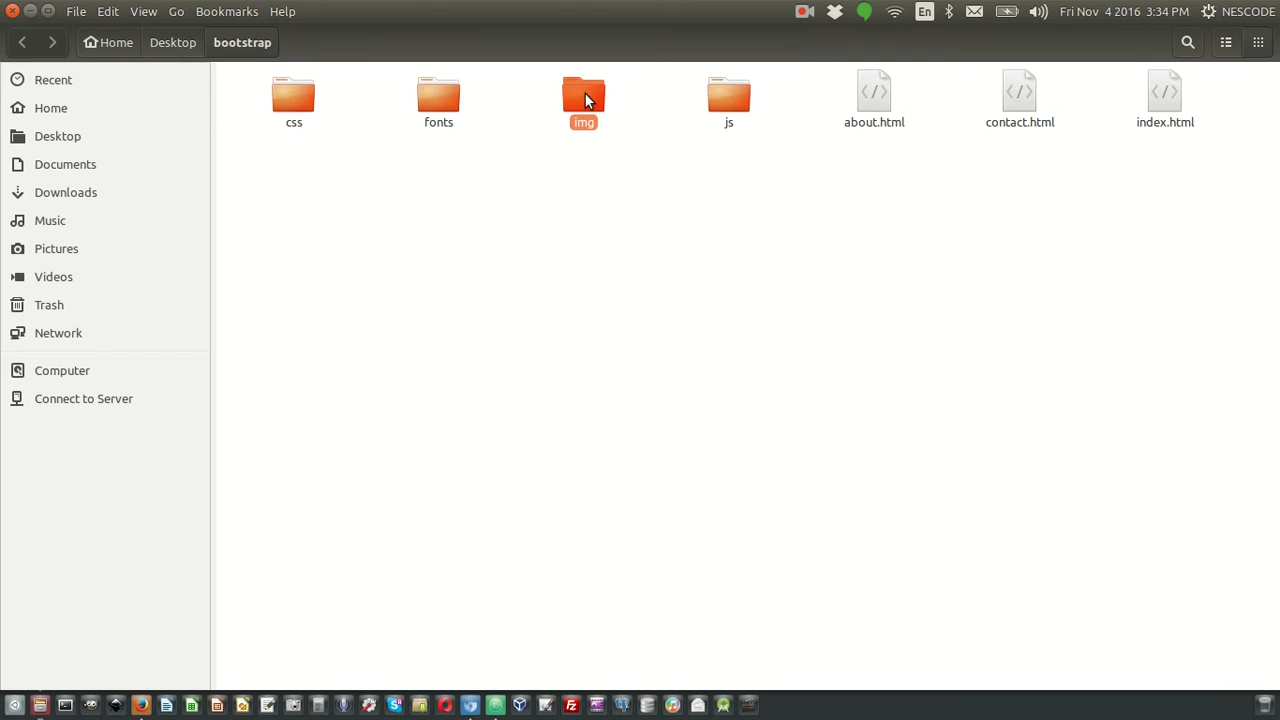 File Edit View Go Bookmarks Help En Fri Nov 4 2016 3:34 PM NESCODE
Home Desktop bootstrap
Recent
Home
Desktop
Documents
Downloads
Music
Pictures
Videos
Trash
Network
Computer
Connect to Server
css fonts img js about.html contact.html index.html